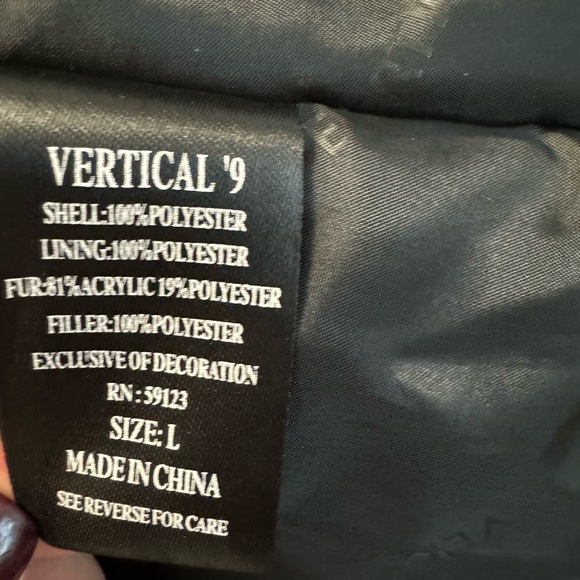 VERTICAL '9
SHELL:100%POLYESTER
LINING:100%POLYESTER
FUR:81%ACRYLIC 19%POLYESTER
FILLER:100%POLYESTER
EXCLUSIVE OF DECORATION
RN : 59123
SIZE: L
MADE IN CHINA
SEE REVERSE FOR CARE